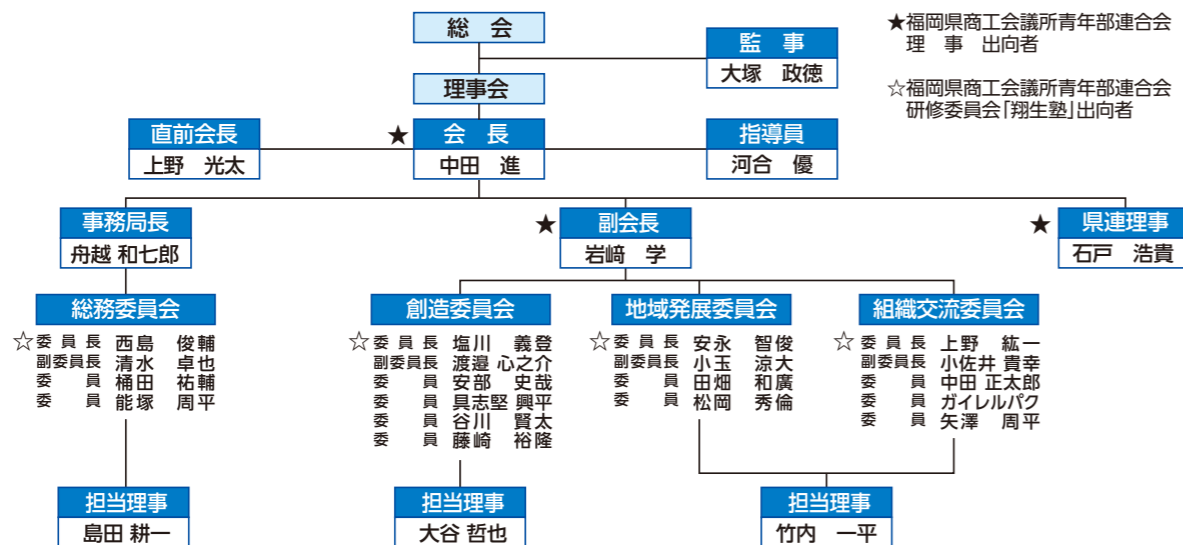 総　会
★福岡県商工会議所青年部連合会
理　事　出向者
監　事
大塚　政徳
☆福岡県商工会議所青年部連合会
研修委員会「翔生塾」出向者
理事会
直前会長
上野　光太
★
会　長
中田　進
指導員
河合　優
事務局長
舟越 和七郎
★
副会長
岩﨑　学
★
県連理事
石戸　浩貴
総務委員会
☆委員長　西島　俊輔
副委員長　清水　卓也
委員　桶田　祐輔
委員　能塚　周平
創造委員会
☆委員長　塩川　義登
副委員長　渡邉 心之介
委員　安部　史哉
委員　具志堅 興平
委員　谷川　賢太
委員　藤崎　裕隆
地域発展委員会
☆委員長　安永　智俊
副委員長　小玉　涼大
委員　田畑　和廣
委員　松岡　秀倫
組織交流委員会
☆委員長　上野　紘一
副委員長　小佐井 貴幸
委員　中田 正太郎
委員　ガイレルパク
委員　矢澤　周平
担当理事
島田 耕一
担当理事
大谷 哲也
担当理事
竹内　一平